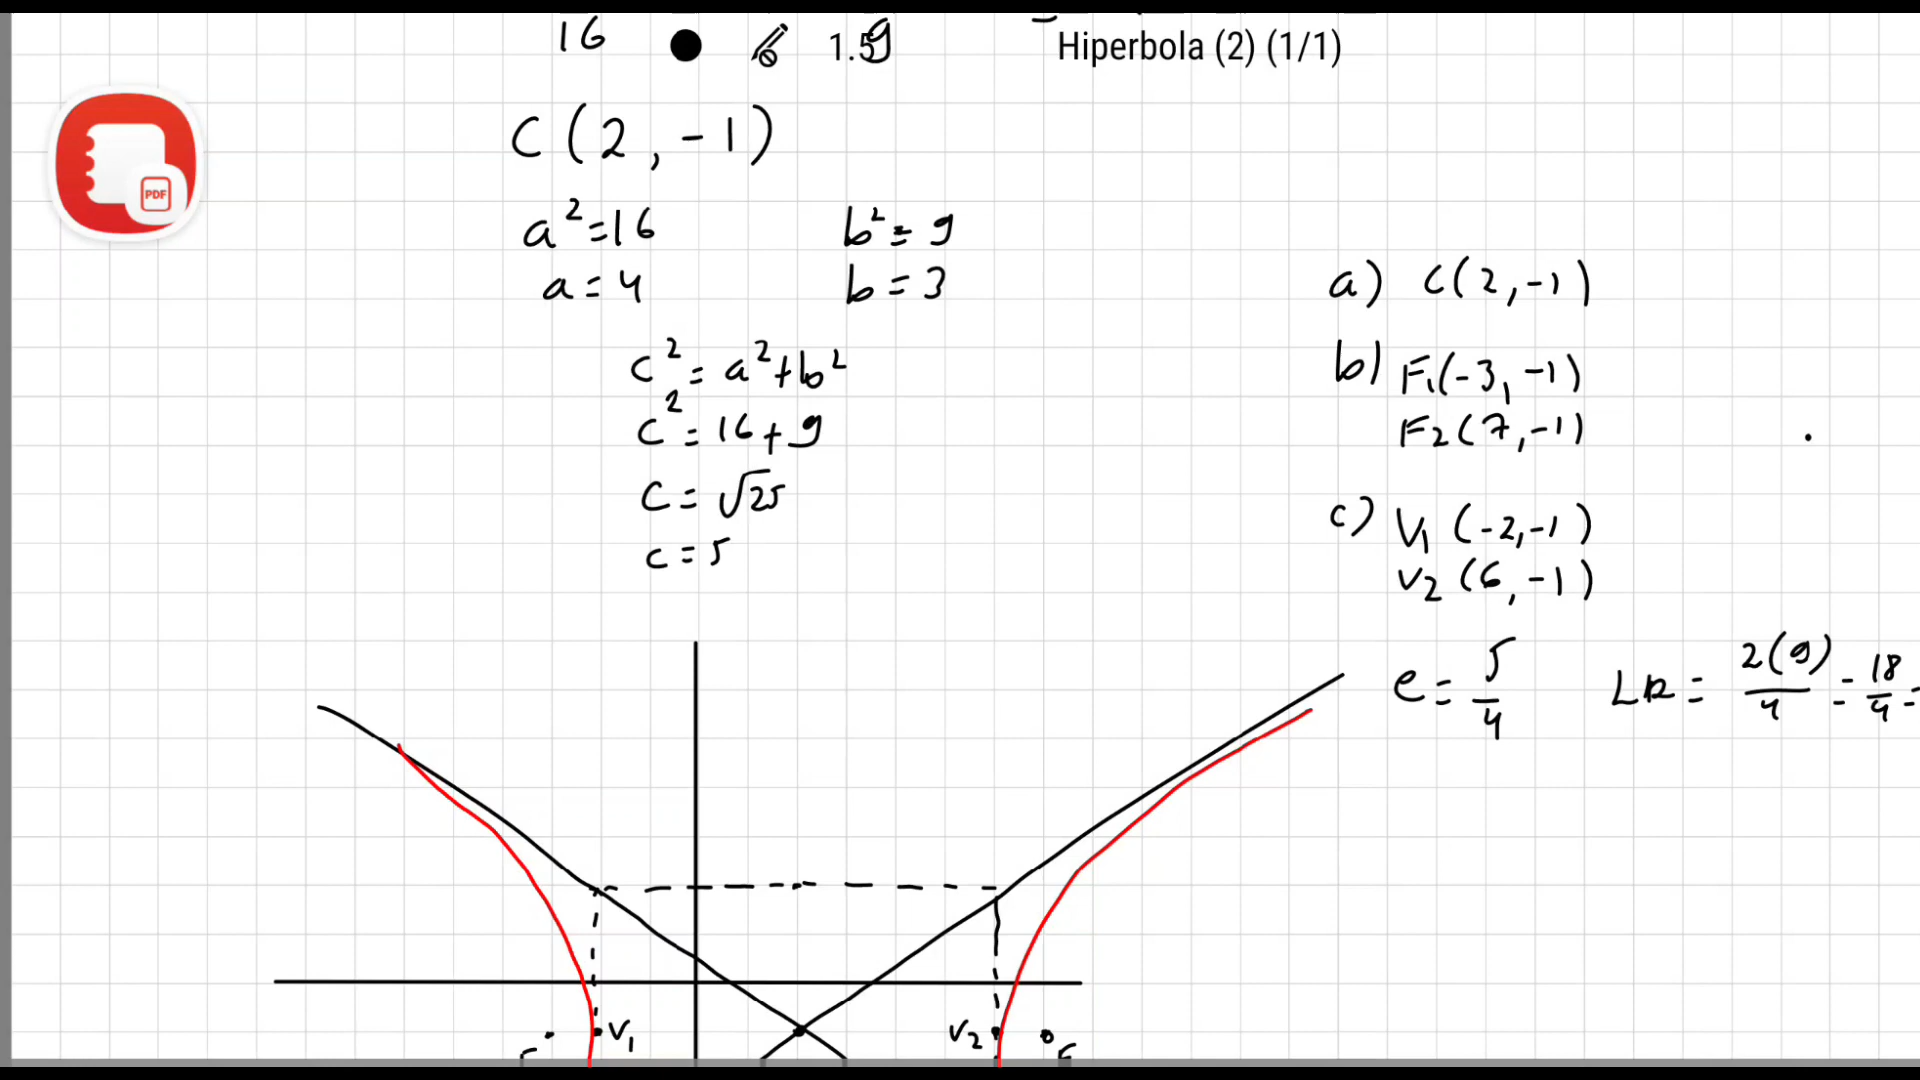 16
1.5 9
Hiperbola (2) (1/1)
PDF
C (2, -1)
a² = 16
b² = 9
a = 4
b = 3
c² = a² + b²
c² = 16 + 9
C = √25
c = 5
a) C(2, -1)
b) F₁(-3, -1)
F₂(7, -1)
c) V₁ (-2, -1)
V₂ (6, -1)
e = 5/4
LR = 2(9)/4 = 18/4 =
V₁
V₂